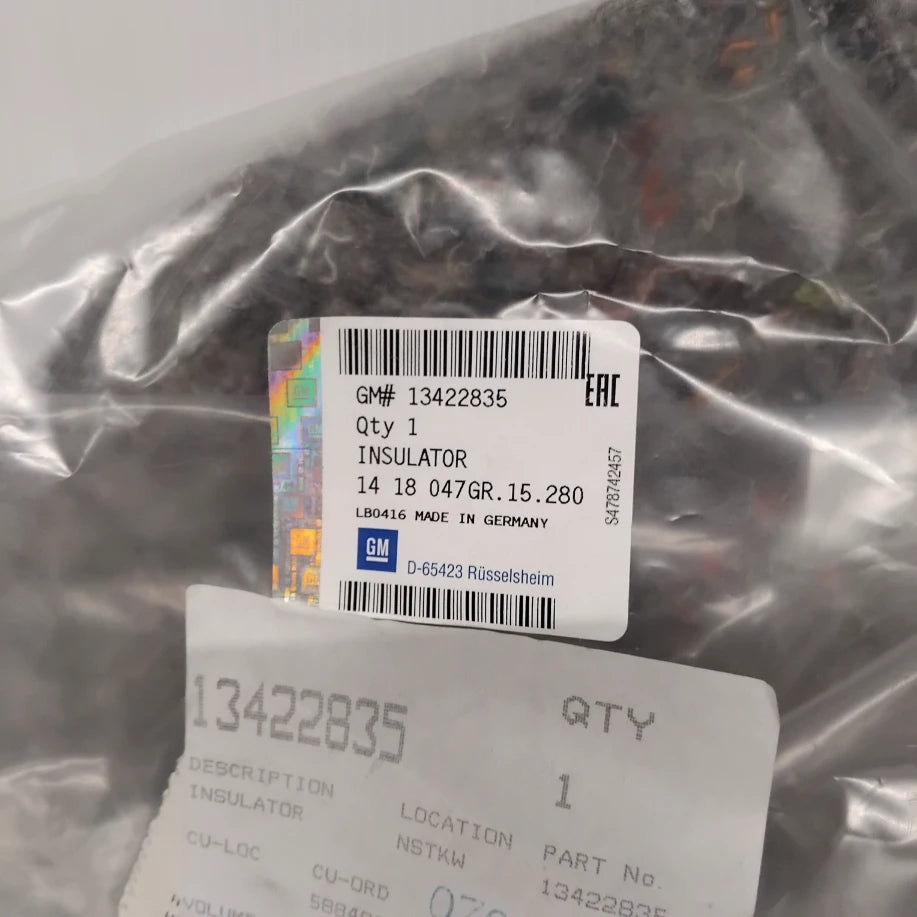 GM# 13422835
EAC
Qty 1
INSULATOR
14 18 047GR.15.280
LB0416 MADE IN GERMANY
S478742457
GM
D-65423 Rüsselsheim
13422835
QTY
DESCRIPTION
1
INSULATOR
LOCATION
CU-LOC
NSTKW
PART No.
CU-ORD
13422835